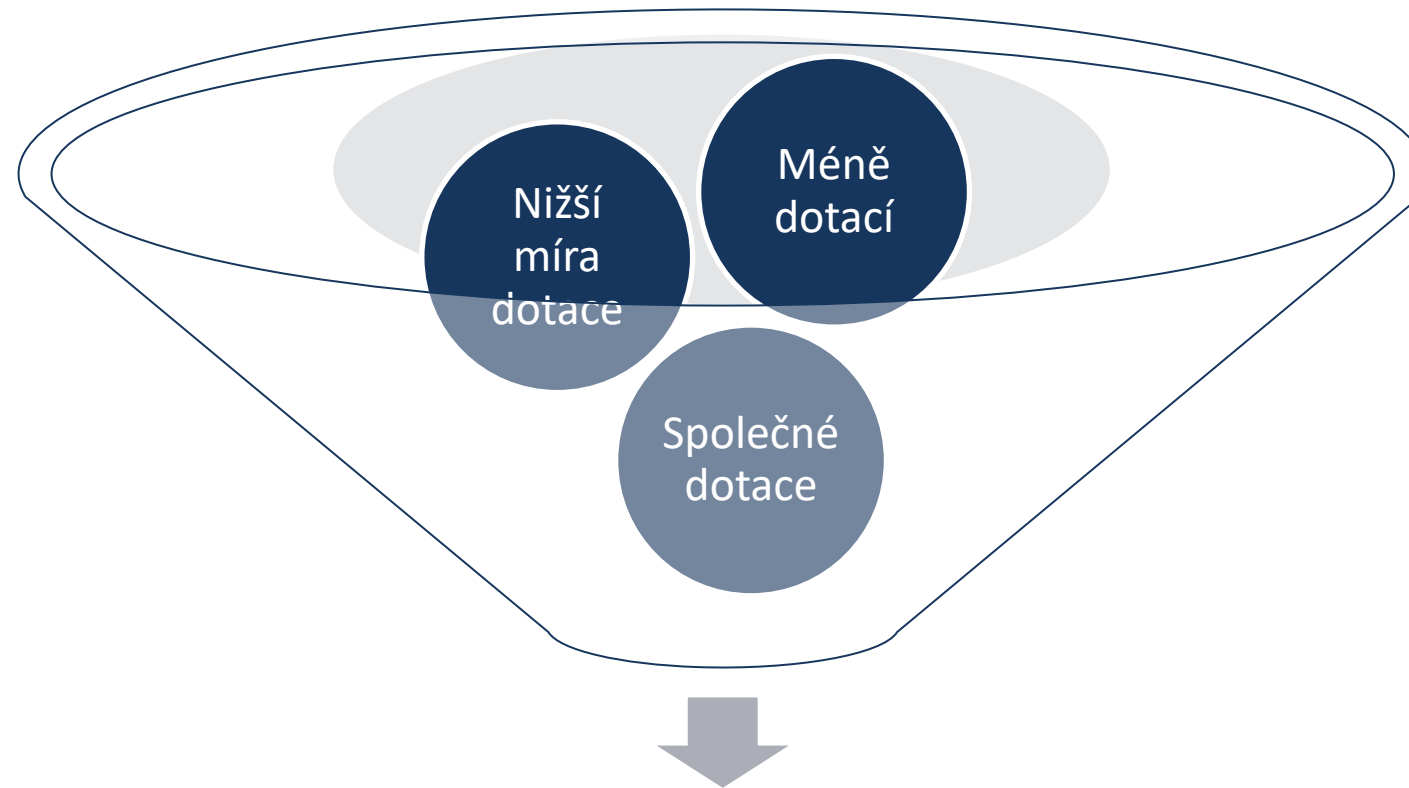 Nižší
míra
dotace
Méně
dotací
Společné
dotace